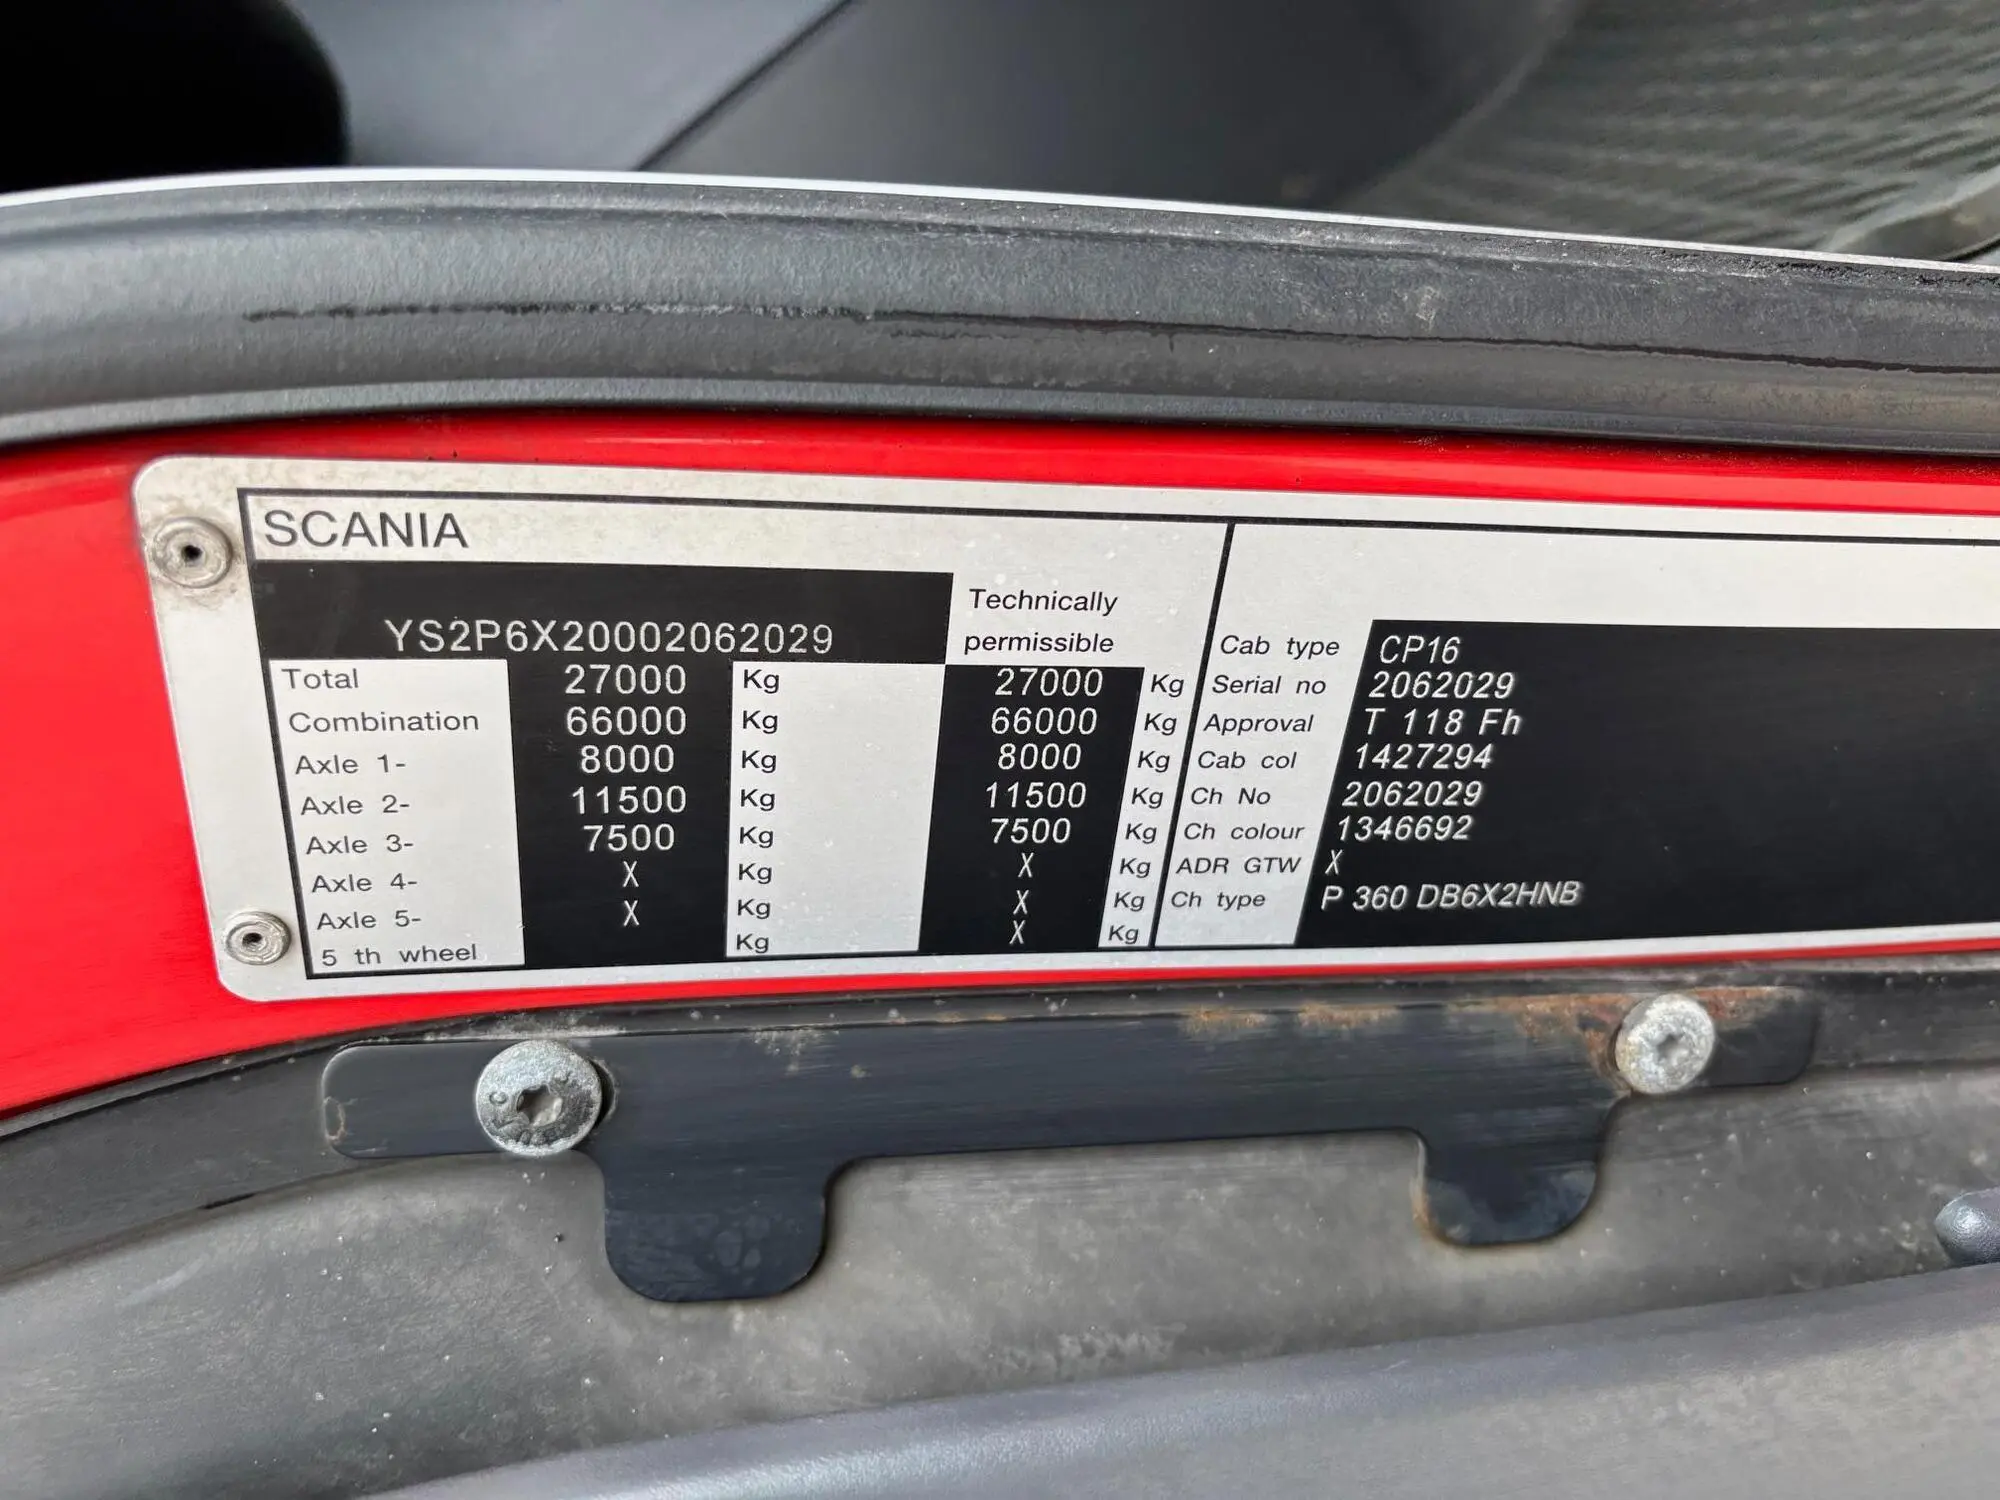 SCANIA
YS2P6X20002062029
Technically
permissible
Total 27000 Kg 27000 Kg
Combination 66000 Kg 66000 Kg
Axle 1- 8000 Kg 8000 Kg
Axle 2- 11500 Kg 11500 Kg
Axle 3- 7500 Kg 7500 Kg
Axle 4- X Kg X Kg
Axle 5- X Kg X Kg
5 th wheel Kg X Kg
Cab type CP16
Serial no 2062029
Approval T 118 Fh
Cab col 1427294
Ch No 2062029
Ch colour 1346692
ADR GTW X
Ch type P 360 DB6X2HNB